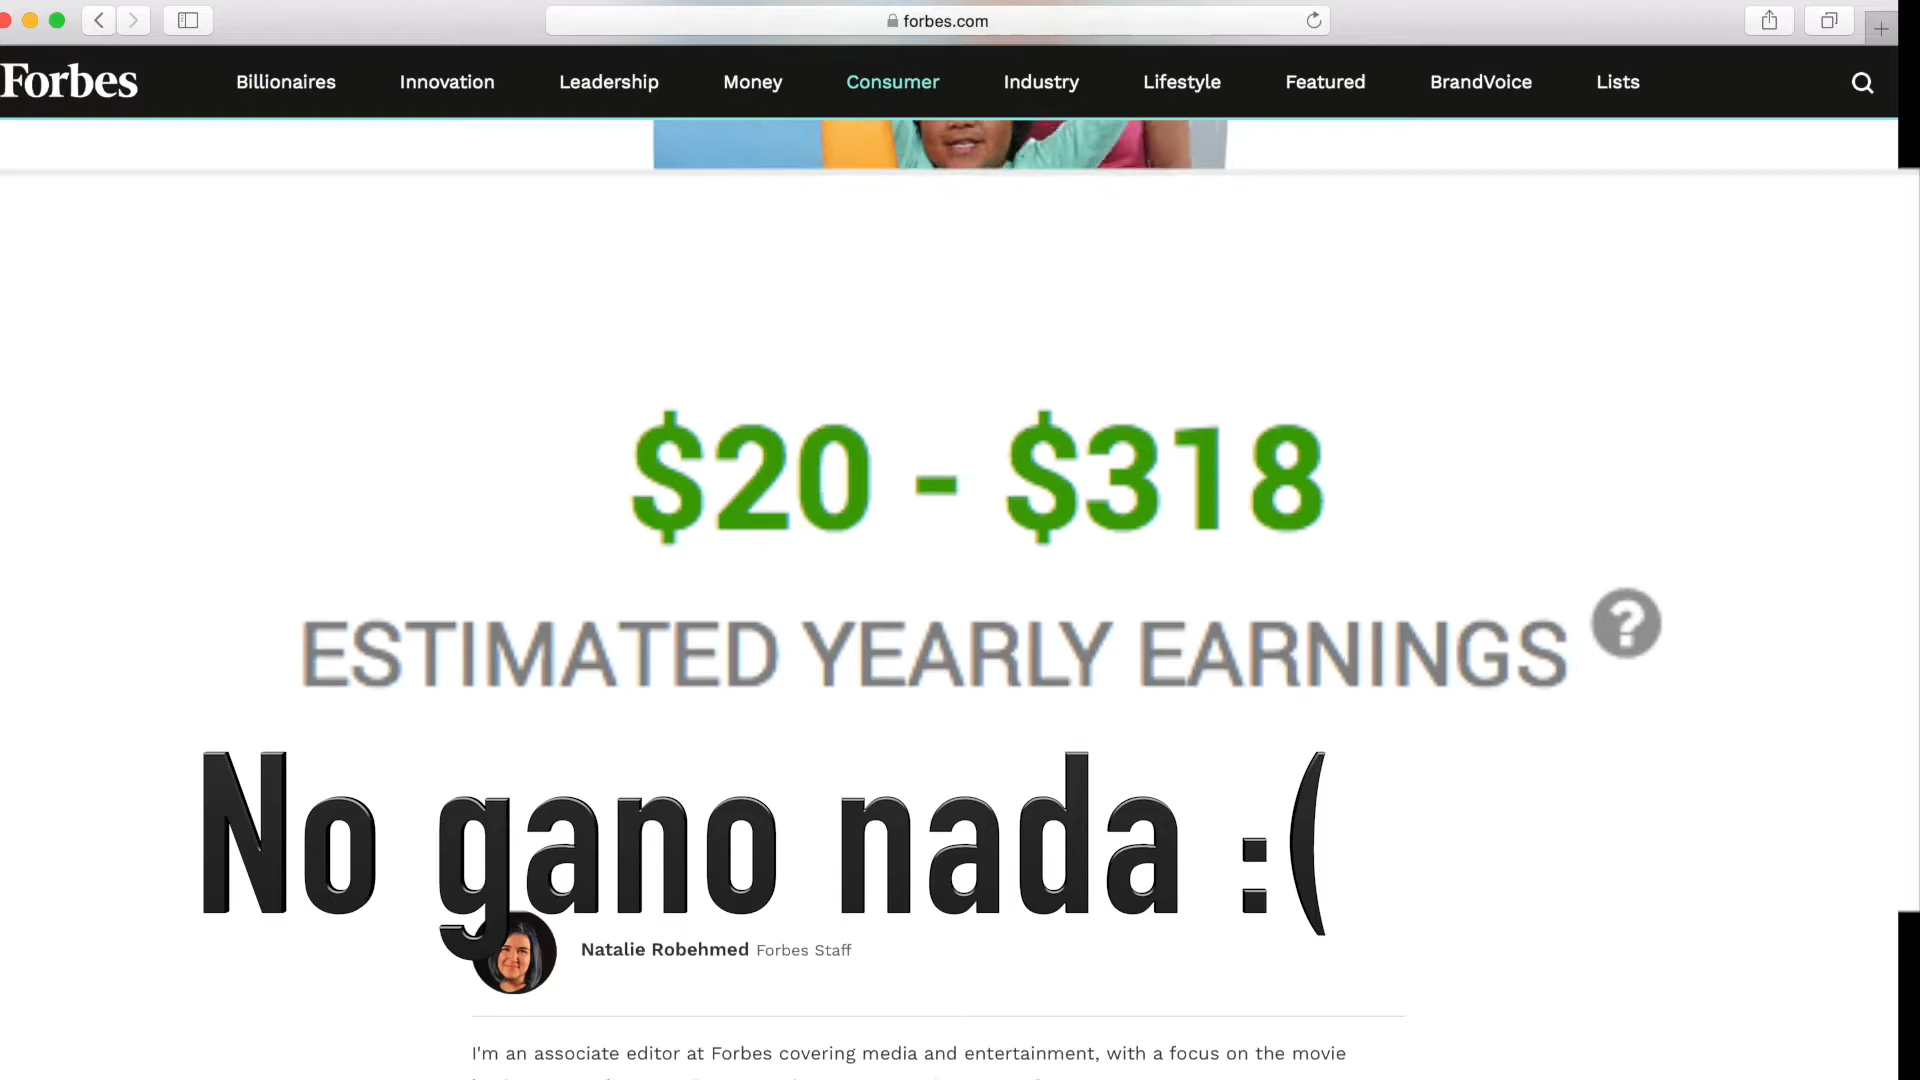 forbes.com
Forbes Billionaires Innovation Leadership Money Consumer Industry Lifestyle Featured BrandVoice Lists
$20 - $318
ESTIMATED YEARLY EARNINGS ?
No gano nada :(
Natalie Robehmed Forbes Staff
I'm an associate editor at Forbes covering media and entertainment, with a focus on the movie